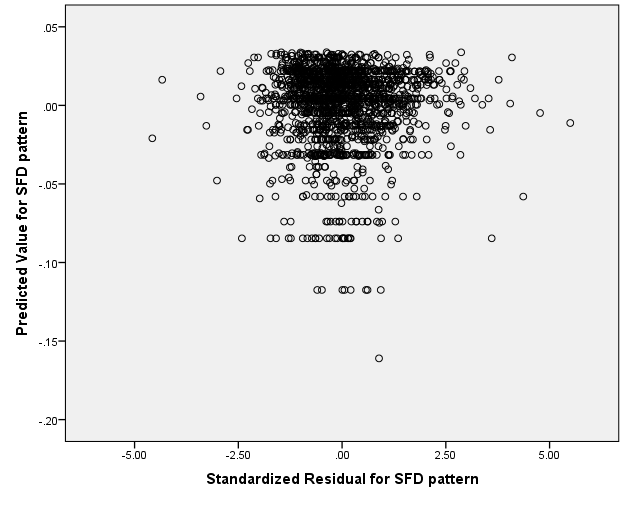 .05
.00
-.05
-.10
-.15
-.20
Predicted Value for SFD pattern
-5.00 -2.50 .00 2.50 5.00
Standardized Residual for SFD pattern